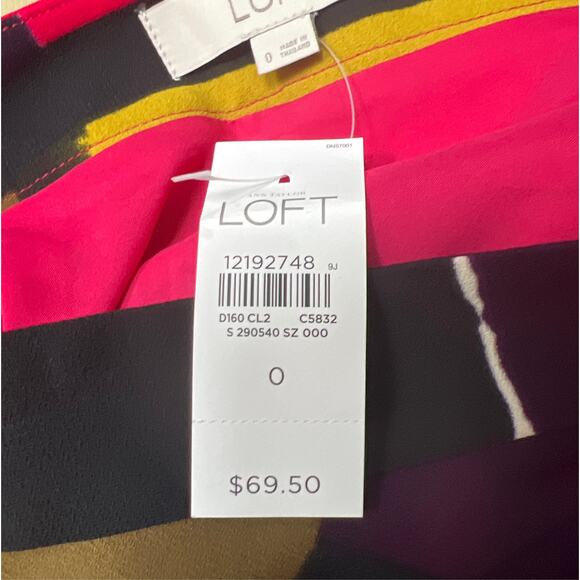 LOFT
0
MADE IN
THAILAND
DN57001
ANN TAYLOR
LOFT
12192748 9J
D160 CL2 C5832
S 290540 SZ 000
0
$69.50